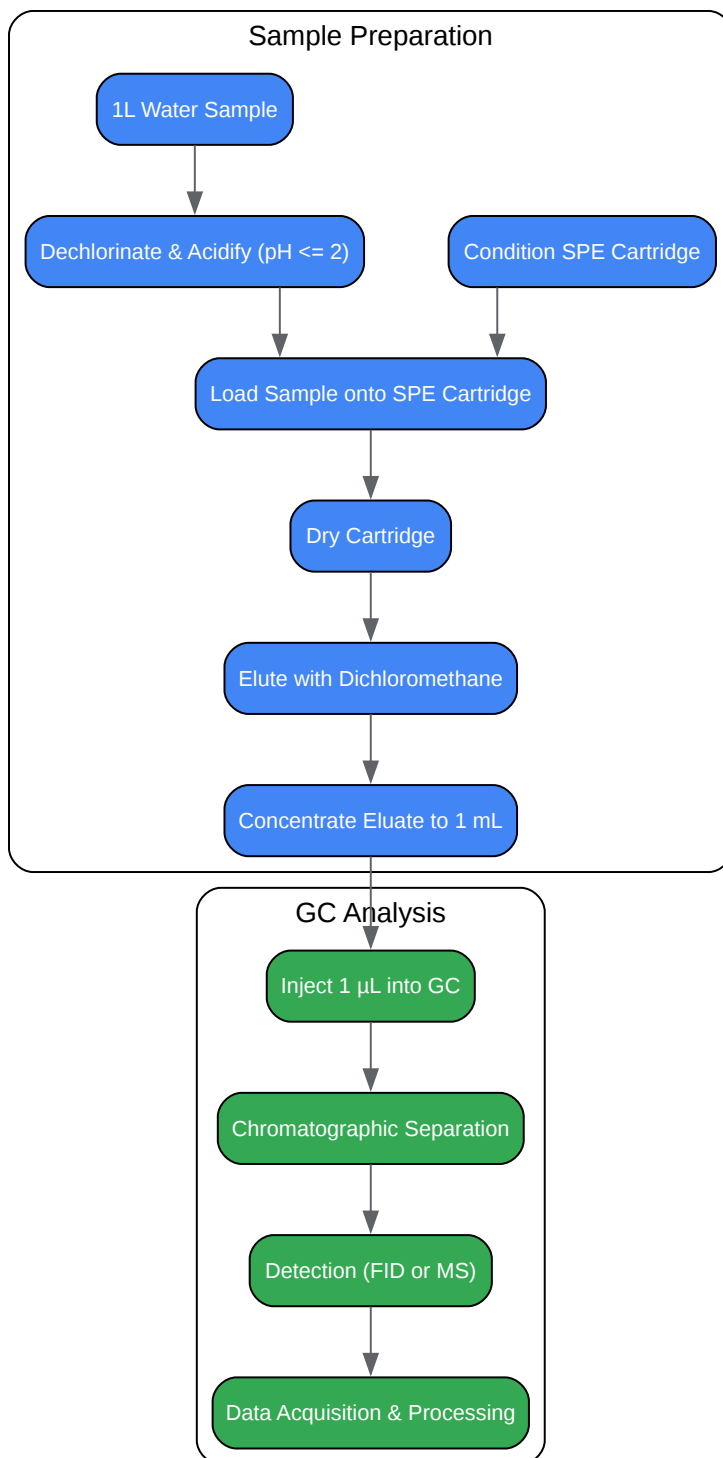 Sample Preparation
1L Water Sample
Dechlorinate & Acidify (pH <= 2)
Condition SPE Cartridge
Load Sample onto SPE Cartridge
Dry Cartridge
Elute with Dichloromethane
Concentrate Eluate to 1 mL
GC Analysis
Inject 1 µL into GC
Chromatographic Separation
Detection (FID or MS)
Data Acquisition & Processing